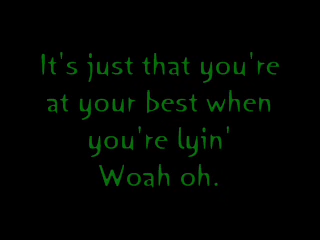 It's just that you're
at your best when
you're lyin'
Woah oh.